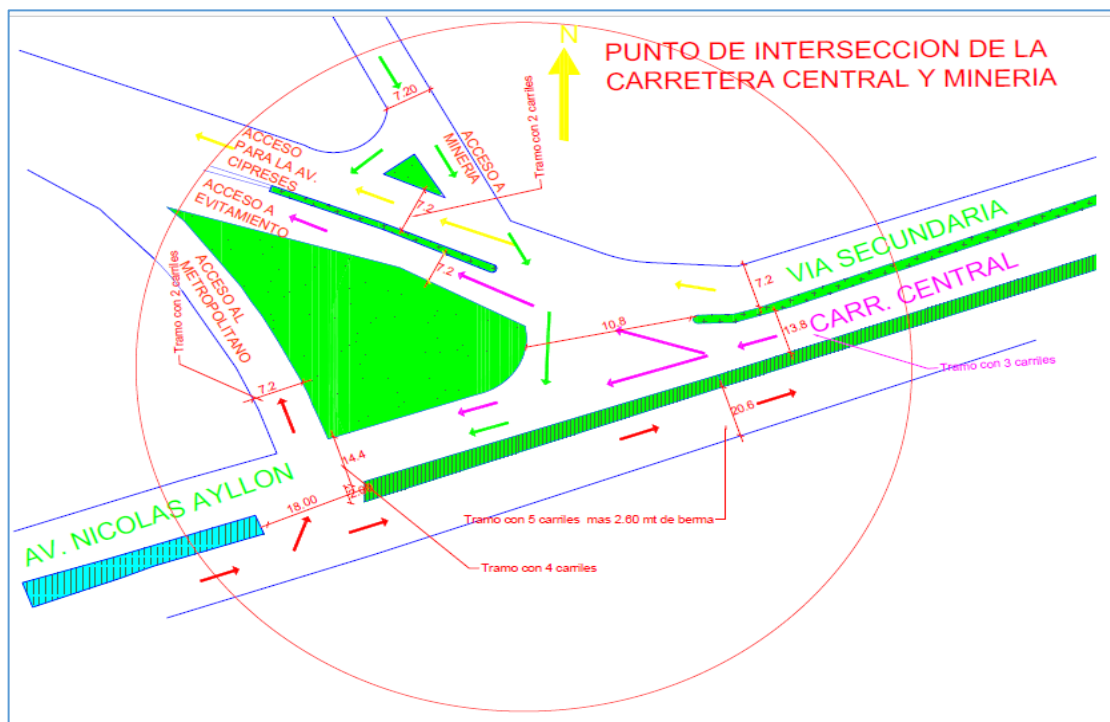 N
PUNTO DE INTERSECCION DE LA
CARRETERA CENTRAL Y MINERIA
7.20
ACCESO
PARA LA AV.
CIPRESES
ACCESO A
MINERIA
Tramo con 2 carriles
ACCESO A
EVITAMIENTO
7.2
7.2
ACCESO AL
METROPOLITANO
Tramo con 2 carriles
7.2
VIA SECUNDARIA
7.2
CARR. CENTRAL
10.8
13.8
Tramo con 3 carriles
20.6
14.4
18.00
AV. NICOLAS AYLLON
Tramo con 5 carriles mas 2.60 mt de berma
Tramo con 4 carriles